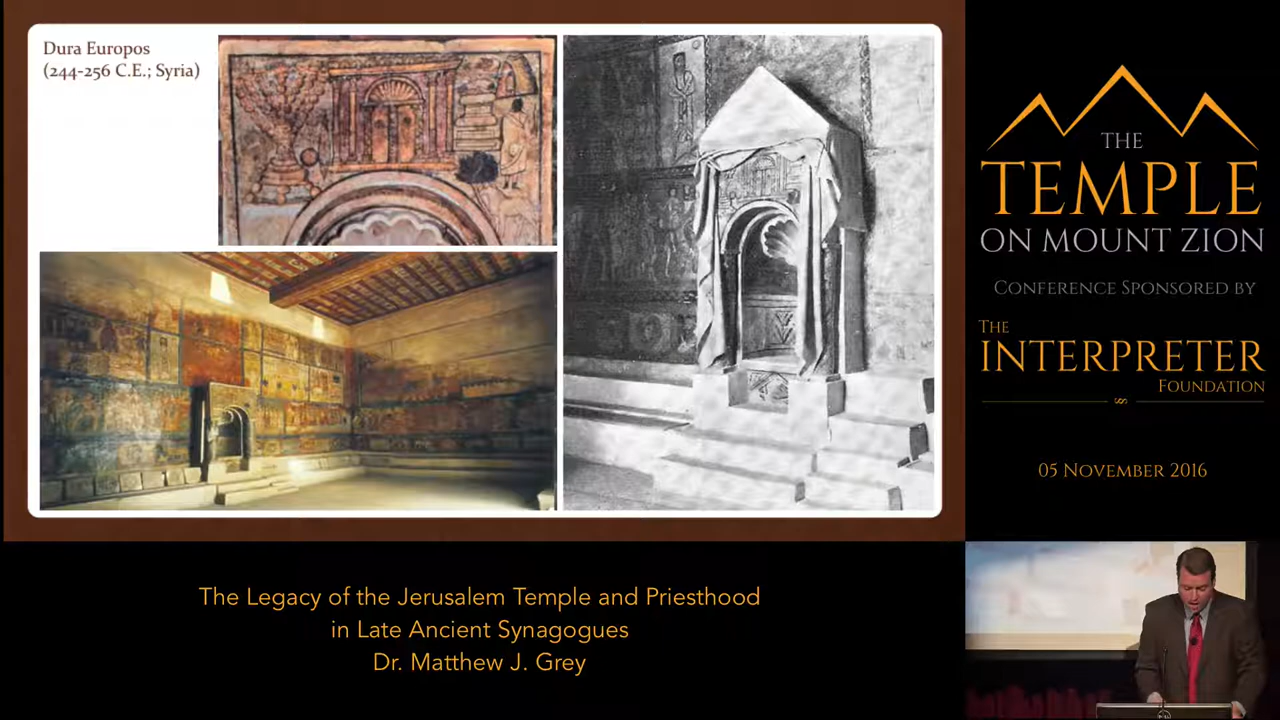 Dura Europos
(244-256 C.E.; Syria)
THE
TEMPLE
ON MOUNT ZION
CONFERENCE SPONSORED BY
THE
INTERPRETER
FOUNDATION
05 NOVEMBER 2016
The Legacy of the Jerusalem Temple and Priesthood
in Late Ancient Synagogues
Dr. Matthew J. Grey